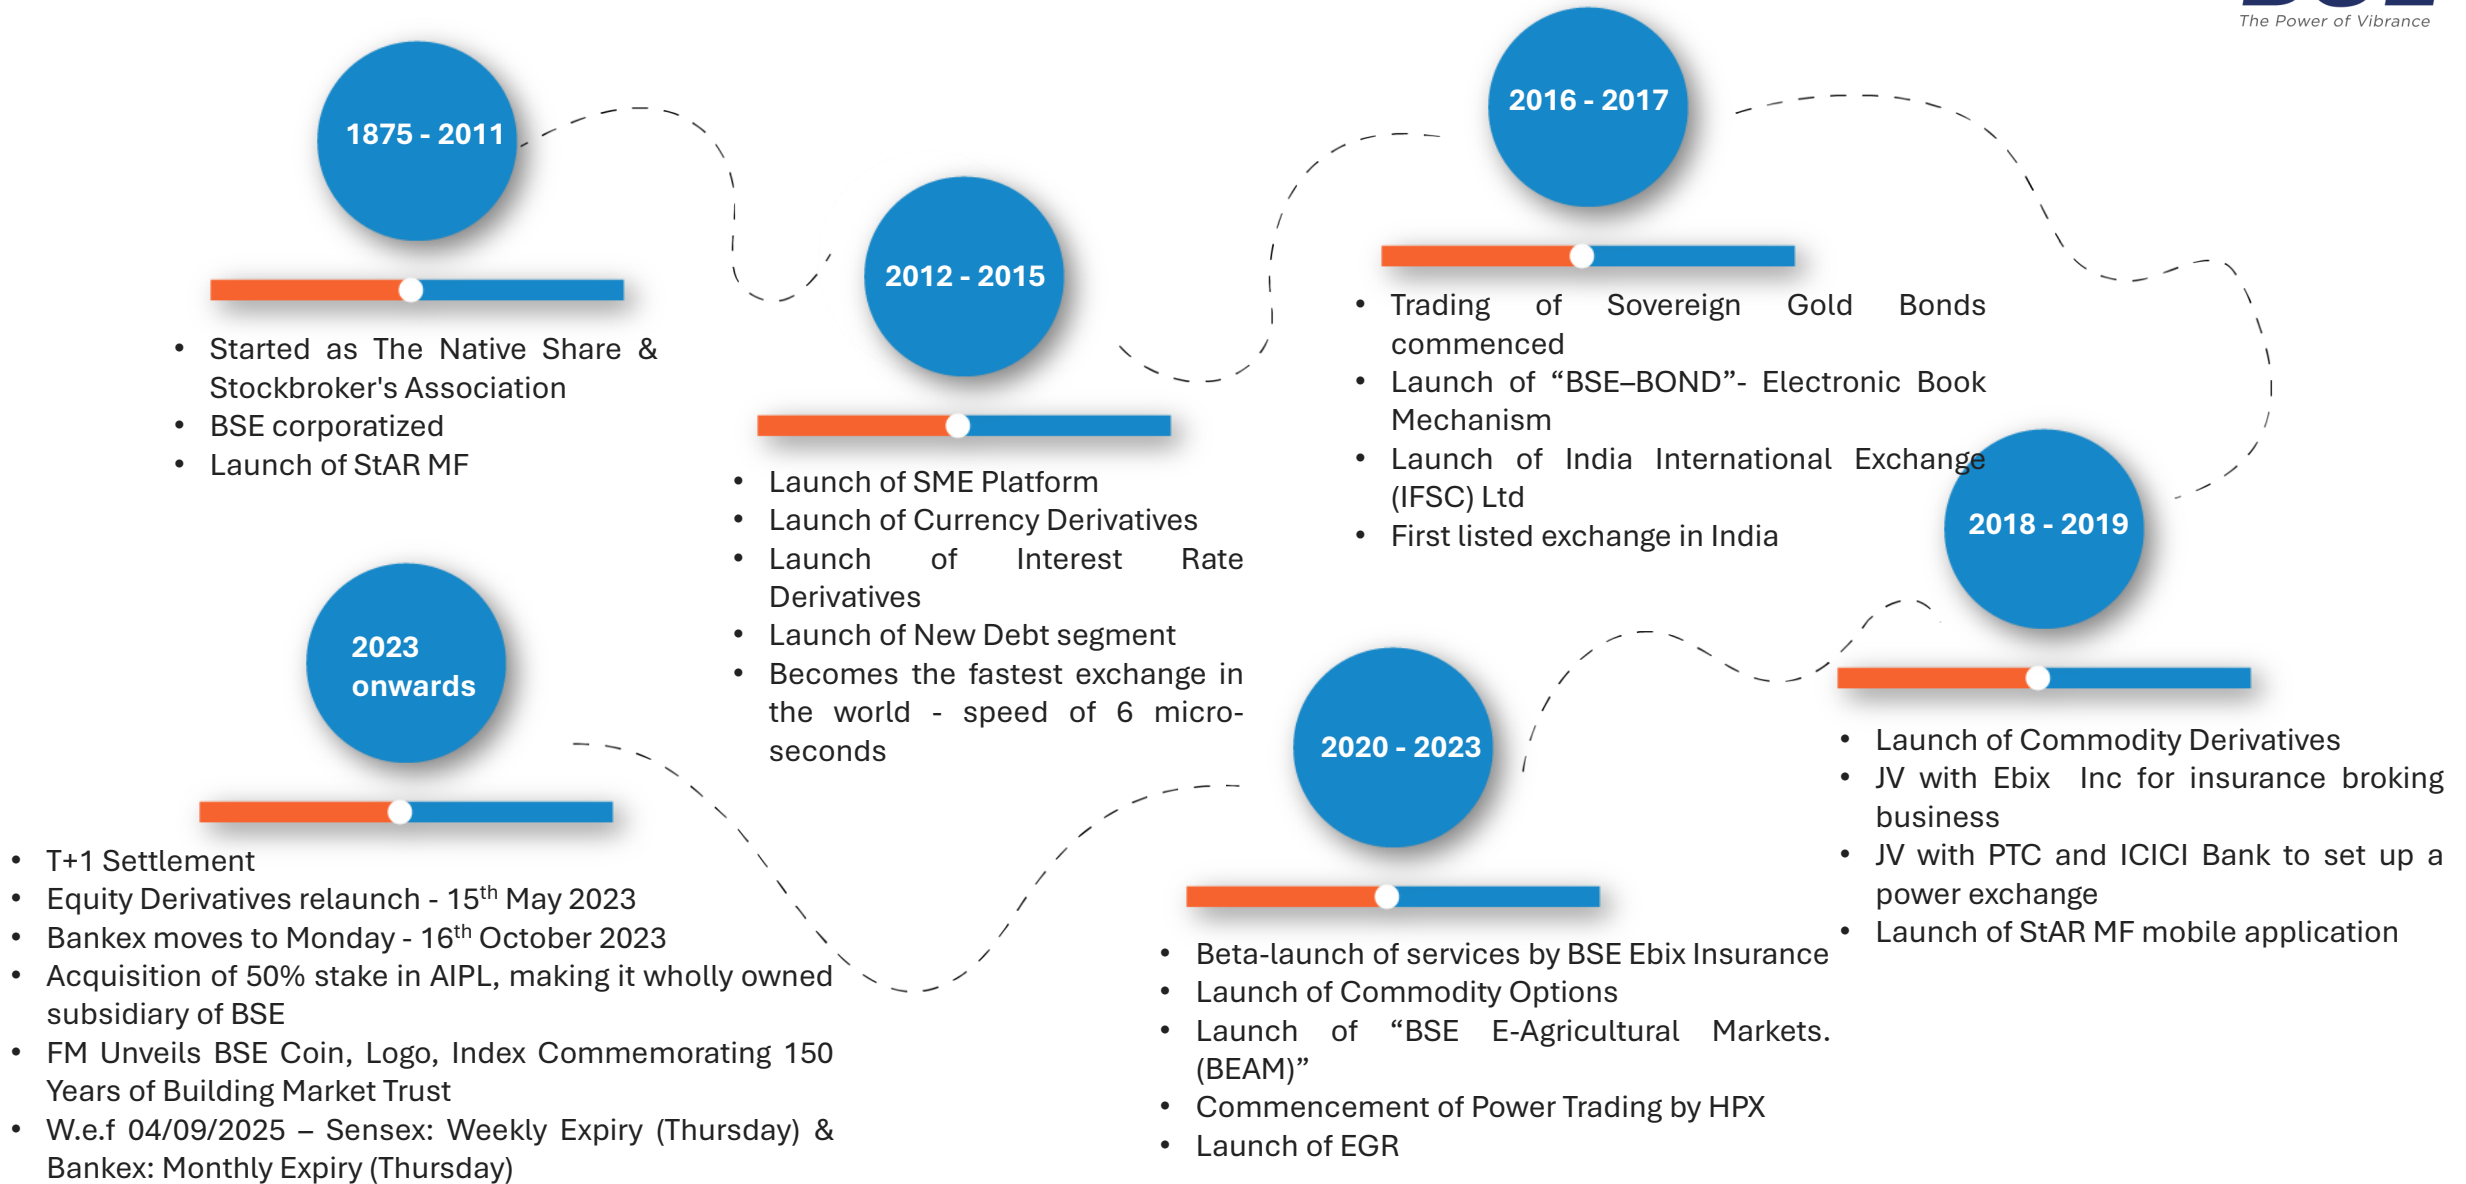 The Power of Vibrance
1875 - 2011
• Started as The Native Share &
Stockbroker's Association
• BSE corporatized
• Launch of StAR MF
2012 - 2015
• Launch of SME Platform
• Launch of Currency Derivatives
• Launch of Interest Rate
Derivatives
• Launch of New Debt segment
• Becomes the fastest exchange in
the world - speed of 6 micro-
seconds
2016 - 2017
• Trading of Sovereign Gold Bonds
commenced
• Launch of “BSE–BOND”- Electronic Book
Mechanism
• Launch of India International Exchange
(IFSC) Ltd
• First listed exchange in India
2018 - 2019
• Launch of Commodity Derivatives
• JV with Ebix Inc for insurance broking
business
• JV with PTC and ICICI Bank to set up a
power exchange
• Launch of StAR MF mobile application
2020 - 2023
• Beta-launch of services by BSE Ebix Insurance
• Launch of Commodity Options
• Launch of “BSE E-Agricultural Markets.
(BEAM)”
• Commencement of Power Trading by HPX
• Launch of EGR
2023
onwards
• T+1 Settlement
• Equity Derivatives relaunch - 15th May 2023
• Bankex moves to Monday - 16th October 2023
• Acquisition of 50% stake in AIPL, making it wholly owned
subsidiary of BSE
• FM Unveils BSE Coin, Logo, Index Commemorating 150
Years of Building Market Trust
• W.e.f 04/09/2025 – Sensex: Weekly Expiry (Thursday) &
Bankex: Monthly Expiry (Thursday)